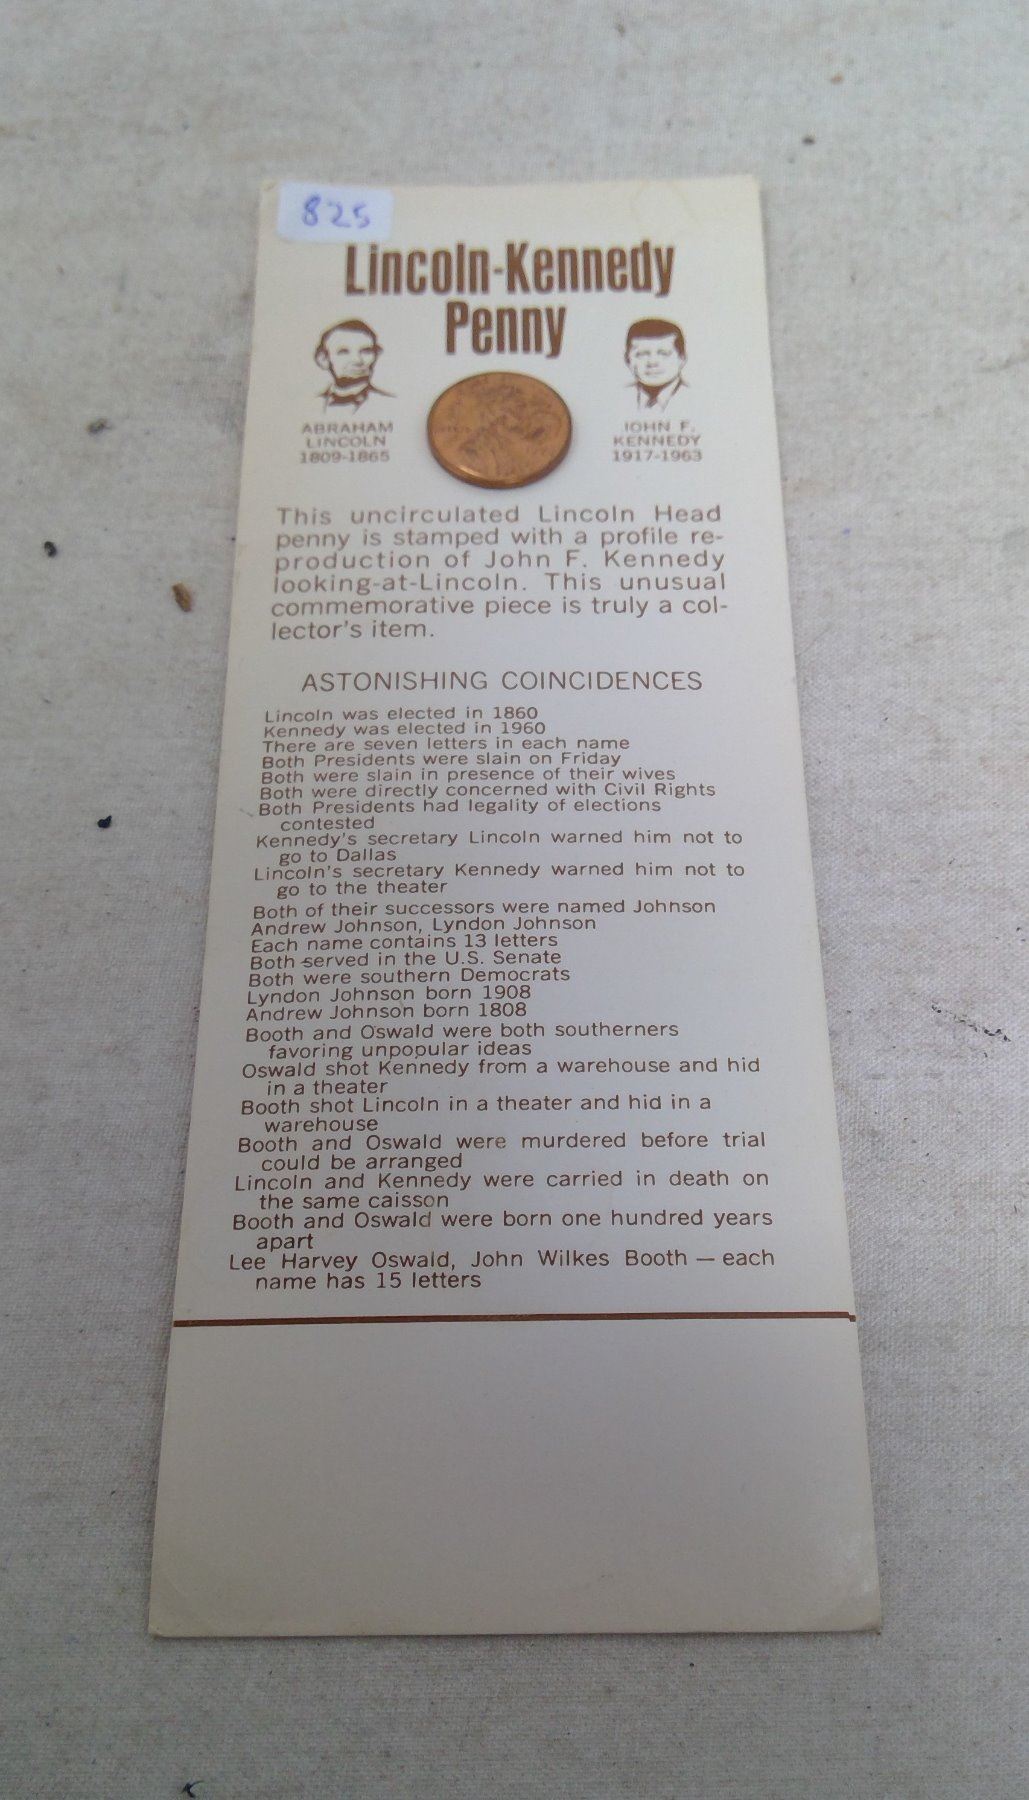 825
Lincoln-Kennedy
Penny
ABRAHAM
LINCOLN
1809-1865
JOHN F.
KENNEDY
1917-1963
This uncirculated Lincoln Head
penny is stamped with a profile re-
production of John F. Kennedy
looking-at-Lincoln. This unusual
commemorative piece is truly a col-
lector's item.
ASTONISHING COINCIDENCES
Lincoln was elected in 1860
Kennedy was elected in 1960
There are seven letters in each name
Both Presidents were slain on Friday
Both were slain in presence of their wives
Both were directly concerned with Civil Rights
Both Presidents had legality of elections
contested
Kennedy's secretary Lincoln warned him not to
go to Dallas
Lincoln's secretary Kennedy warned him not to
go to the theater
Both of their successors were named Johnson
Andrew Johnson, Lyndon Johnson
Each name contains 13 letters
Both served in the U.S. Senate
Both were southern Democrats
Lyndon Johnson born 1908
Andrew Johnson born 1808
Booth and Oswald were both southerners
favoring unpopular ideas
Oswald shot Kennedy from a warehouse and hid
in a theater
Booth shot Lincoln in a theater and hid in a
warehouse
Booth and Oswald were murdered before trial
could be arranged
Lincoln and Kennedy were carried in death on
the same caisson
Booth and Oswald were born one hundred years
apart
Lee Harvey Oswald, John Wilkes Booth — each
name has 15 letters